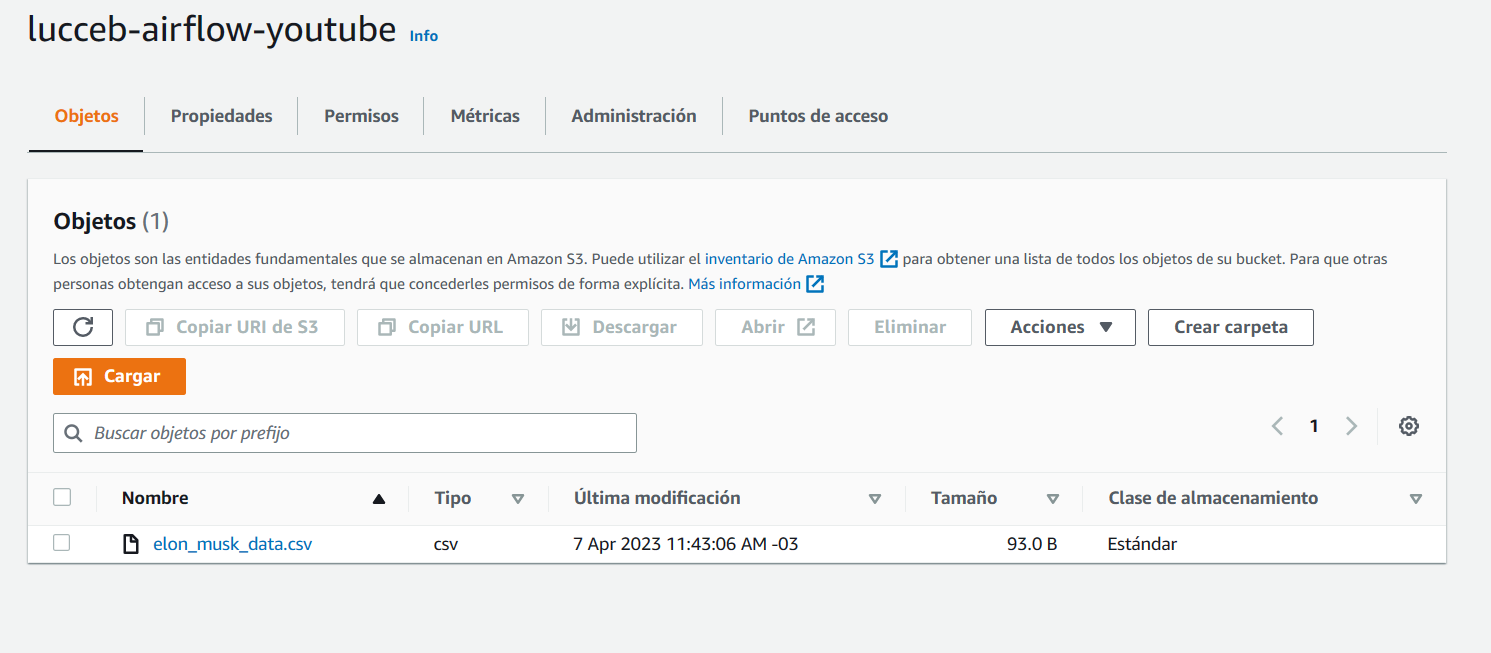 lucceb-airflow-youtube Info
Objetos Propiedades Permisos Métricas Administración Puntos de acceso
Objetos (1)
Los objetos son las entidades fundamentales que se almacenan en Amazon S3. Puede utilizar el inventario de Amazon S3 para obtener una lista de todos los objetos de su bucket. Para que otras
personas obtengan acceso a sus objetos, tendrá que concederles permisos de forma explícita. Más información
Copiar URI de S3 Copiar URL Descargar Abrir Eliminar Acciones Crear carpeta
Cargar
Buscar objetos por prefijo 1
Nombre Tipo Última modificación Tamaño Clase de almacenamiento
elon_musk_data.csv csv 7 Apr 2023 11:43:06 AM -03 93.0 B Estándar